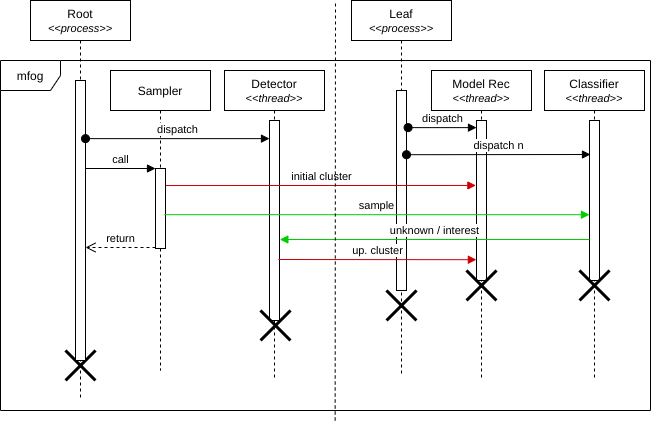 Root
<<process>>
Leaf
<<process>>
mfog
Sampler
Detector
<<thread>>
Model Rec
<<thread>>
Classifier
<<thread>>
dispatch
dispatch
dispatch n
call
initial cluster
sample
unknown / interest
return
up. cluster